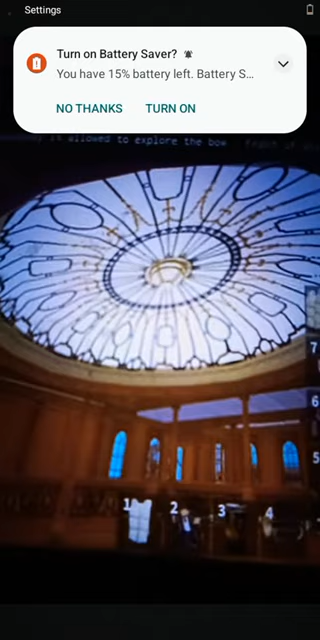 Settings
Turn on Battery Saver?
You have 15% battery left. Battery S…
NO THANKS TURN ON
is allowed to explore the bow
7
6
5
1 2 3 4